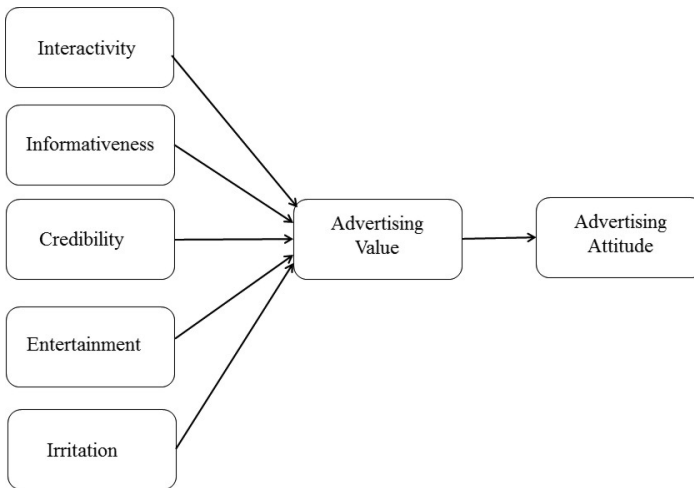 Interactivity
Informativeness
Credibility
Entertainment
Irritation
Advertising
Value
Advertising
Attitude